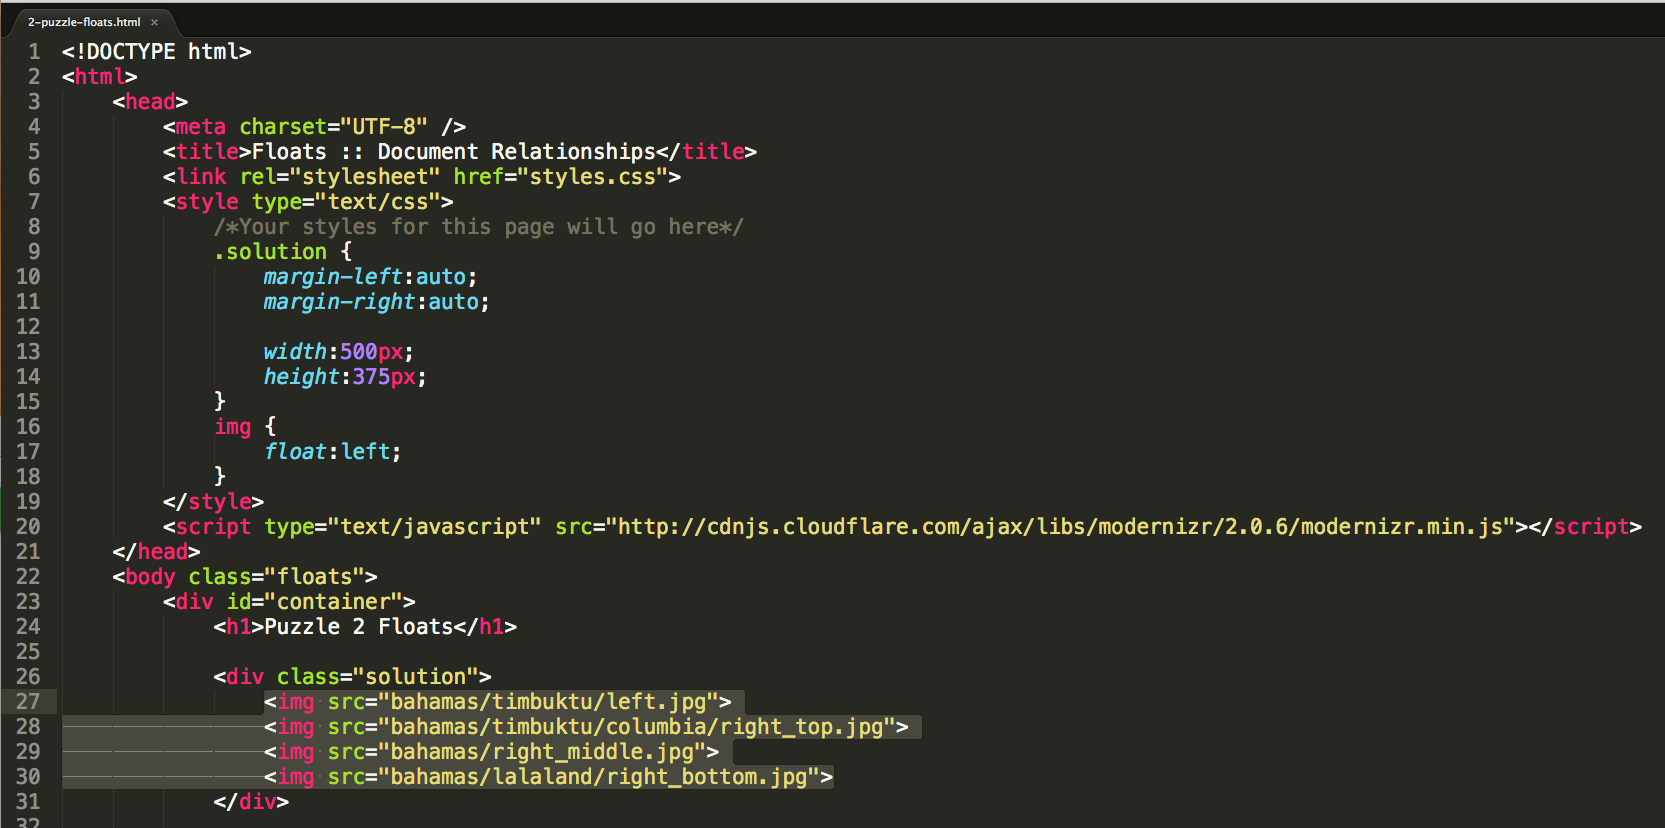 2-puzzle-floats.html ×
1 <!DOCTYPE html>
2 <html>
3 <head>
4 <meta charset="UTF-8" />
5 <title>Floats :: Document Relationships</title>
6 <link rel="stylesheet" href="styles.css">
7 <style type="text/css">
8 /*Your styles for this page will go here*/
9 .solution {
10 margin-left:auto;
11 margin-right:auto;
12
13 width:500px;
14 height:375px;
15 }
16 img {
17 float:left;
18 }
19 </style>
20 <script type="text/javascript" src="http://cdnjs.cloudflare.com/ajax/libs/modernizr/2.0.6/modernizr.min.js"></script>
21 </head>
22 <body class="floats">
23 <div id="container">
24 <h1>Puzzle 2 Floats</h1>
25
26 <div class="solution">
27 <img src="bahamas/timbuktu/left.jpg">
28 <img src="bahamas/timbuktu/columbia/right_top.jpg">
29 <img src="bahamas/right_middle.jpg">
30 <img src="bahamas/lalaland/right_bottom.jpg">
31 </div>
32